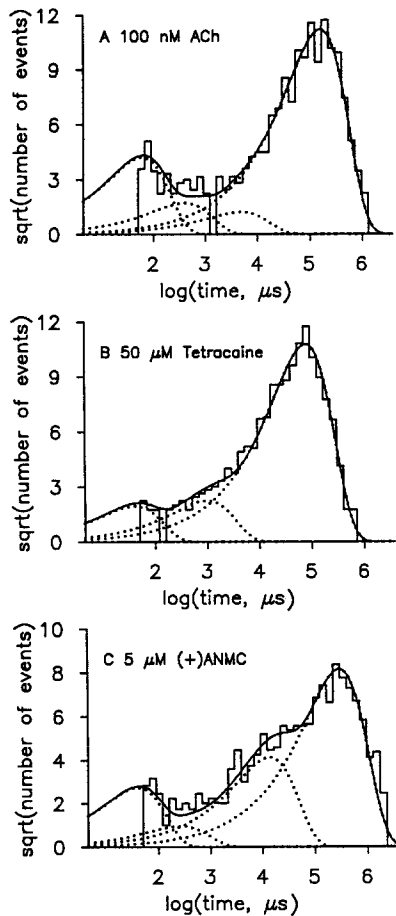 A 100 nM ACh
sqrt(number of events)
12
9
6
3
0
2 3 4 5 6
log(time, μs)
B 50 μM Tetracaine
sqrt(number of events)
12
9
6
3
0
2 3 4 5 6
log(time, μs)
C 5 μM (+)ANMC
sqrt(number of events)
10
8
6
4
2
0
2 3 4 5 6
log(time, μs)